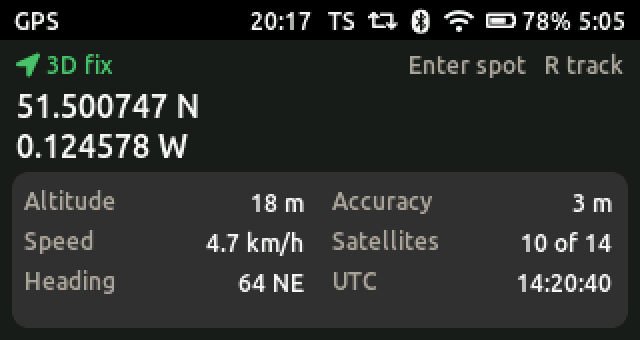 GPS 20:17 TS 78% 5:05
3D fix Enter spot R track
51.500747 N
0.124578 W
Altitude 18 m Accuracy 3 m
Speed 4.7 km/h Satellites 10 of 14
Heading 64 NE UTC 14:20:40